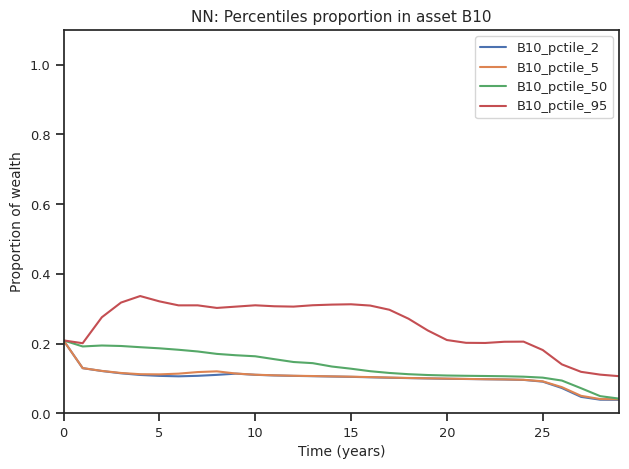 NN: Percentiles proportion in asset B10
B10_pctile_2
B10_pctile_5
B10_pctile_50
B10_pctile_95
Proportion of wealth
1.0
0.8
0.6
0.4
0.2
0.0
0 5 10 15 20 25
Time (years)